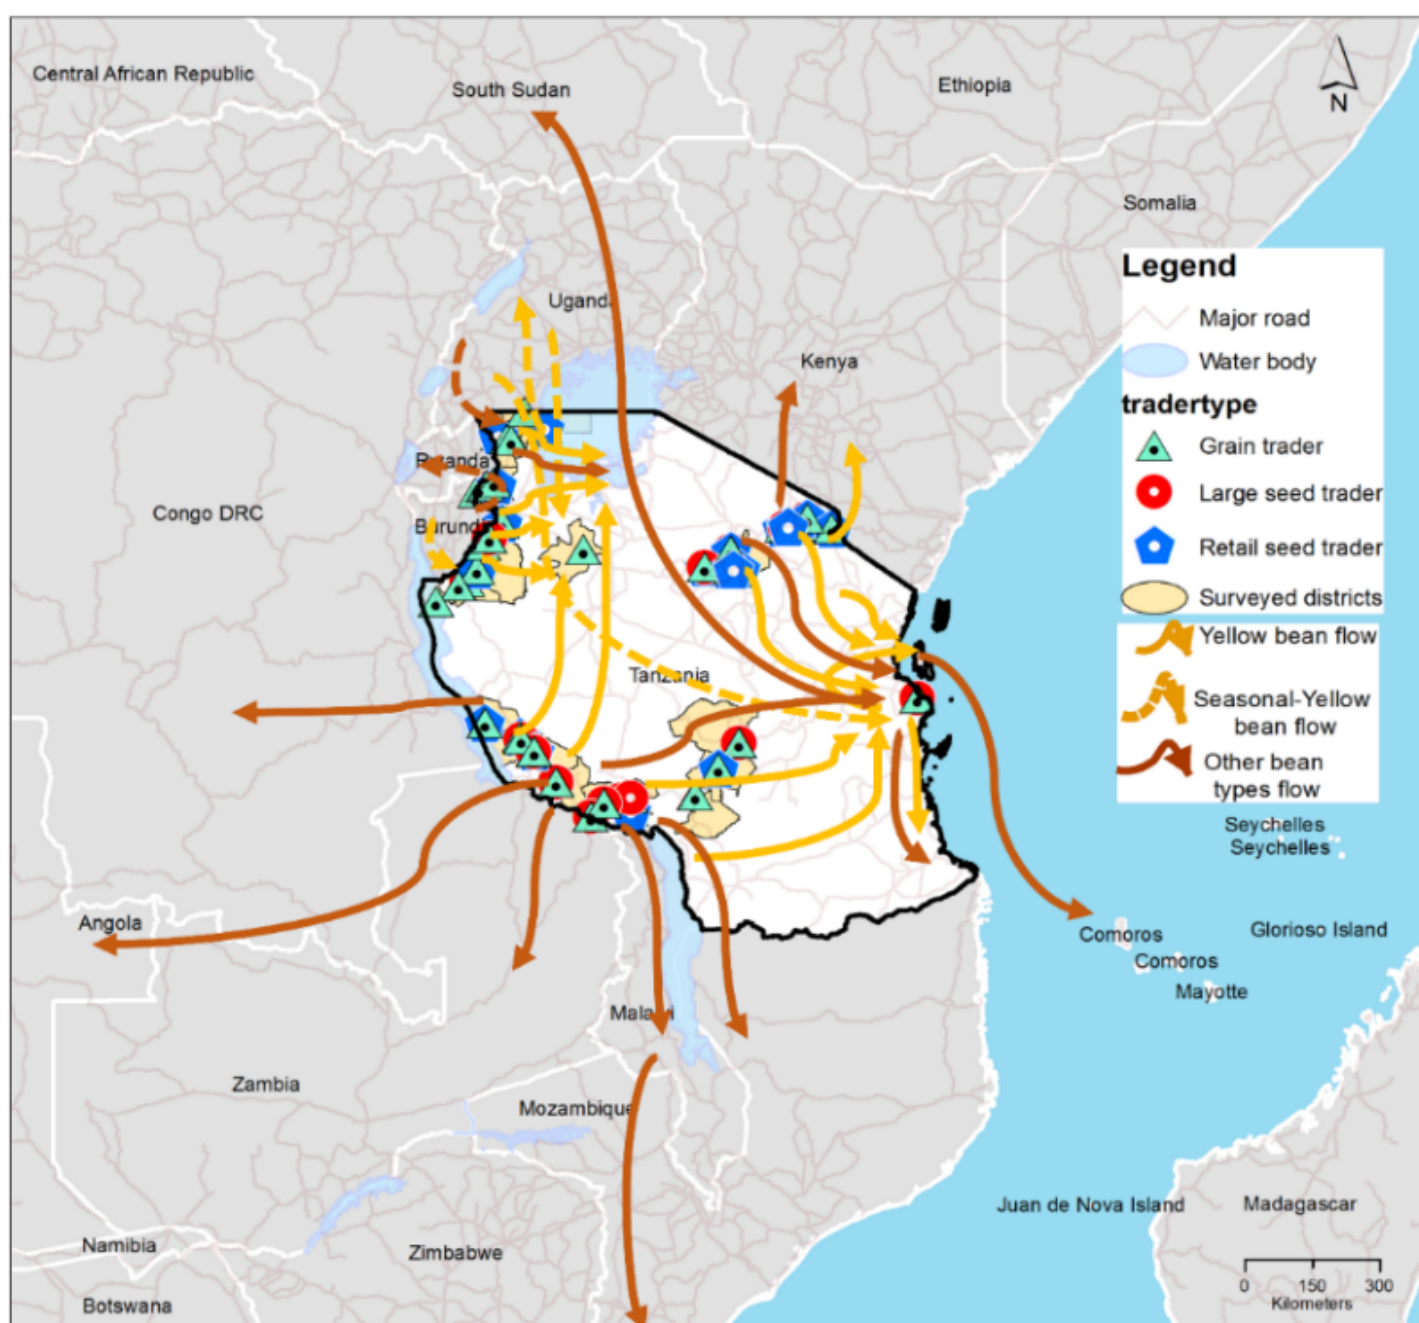 Central African Republic
South Sudan
Ethiopia
N
Somalia
Legend
Major road
Water body
tradertype
Grain trader
Large seed trader
Retail seed trader
Surveyed districts
Yellow bean flow
Seasonal-Yellow
bean flow
Other bean
types flow
Uganda
Kenya
Rwanda
Congo DRC
Burundi
Tanzania
Seychelles
Seychelles
Angola
Comoros
Glorioso Island
Comoros
Mayotte
Malawi
Zambia
Mozambique
Juan de Nova Island
Madagascar
Namibia
Zimbabwe
Botswana
0 150 300
Kilometers